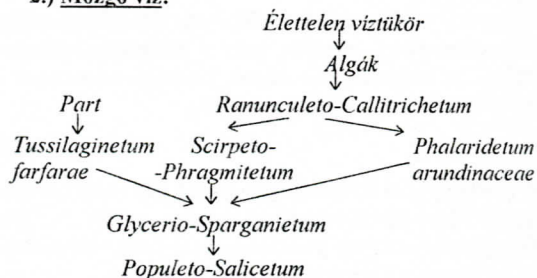 2.) Mozgó víz:
Élettelen víztükör
Algák
Part
Ranunculeto-Callitrichetum
Tussilaginetum farfarae
Scirpeto-
-Phragmitetum
Phalaridetum
arundinaceae
Glycerio-Sparganietum
Populeto-Salicetum